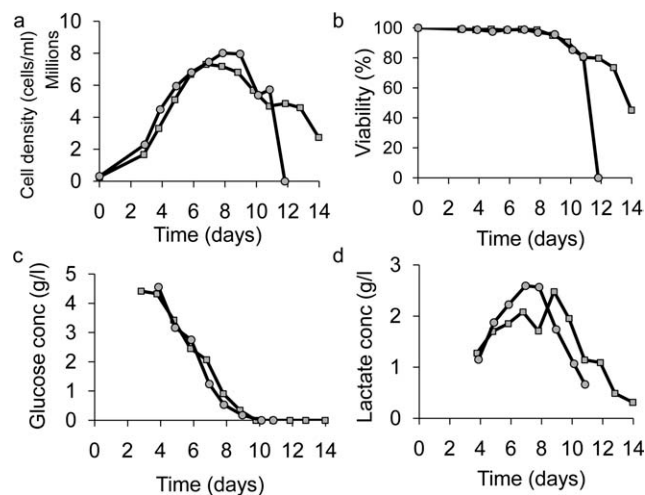 a
Cell density (cells/ml)
Millions
10
8
6
4
2
0
0 2 4 6 8 10 12 14
Time (days)
b
Viability (%)
120
100
80
60
40
20
0
0 2 4 6 8 10 12 14
Time (days)
c
Glucose conc (g/l)
5
4
3
2
1
0
0 2 4 6 8 10 12 14
Time (days)
d
Lactate conc (g/l
3
2
1
0
0 2 4 6 8 10 12 14
Time (days)